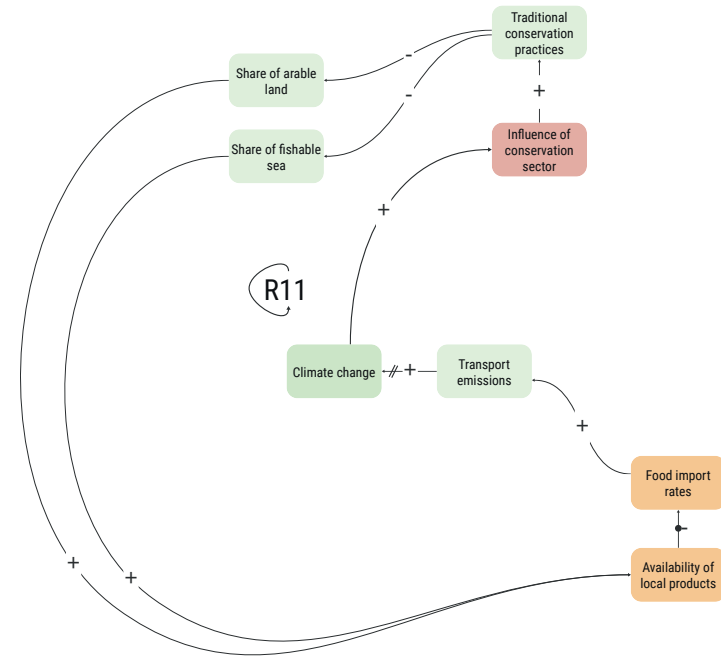 Traditional
conservation
practices
-
Share of arable
land
-
+
Share of fishable
sea
Influence of
conservation
sector
+
R11
Climate change
+
Transport
emissions
+
Food import
rates
-
Availability of
local products
+
+